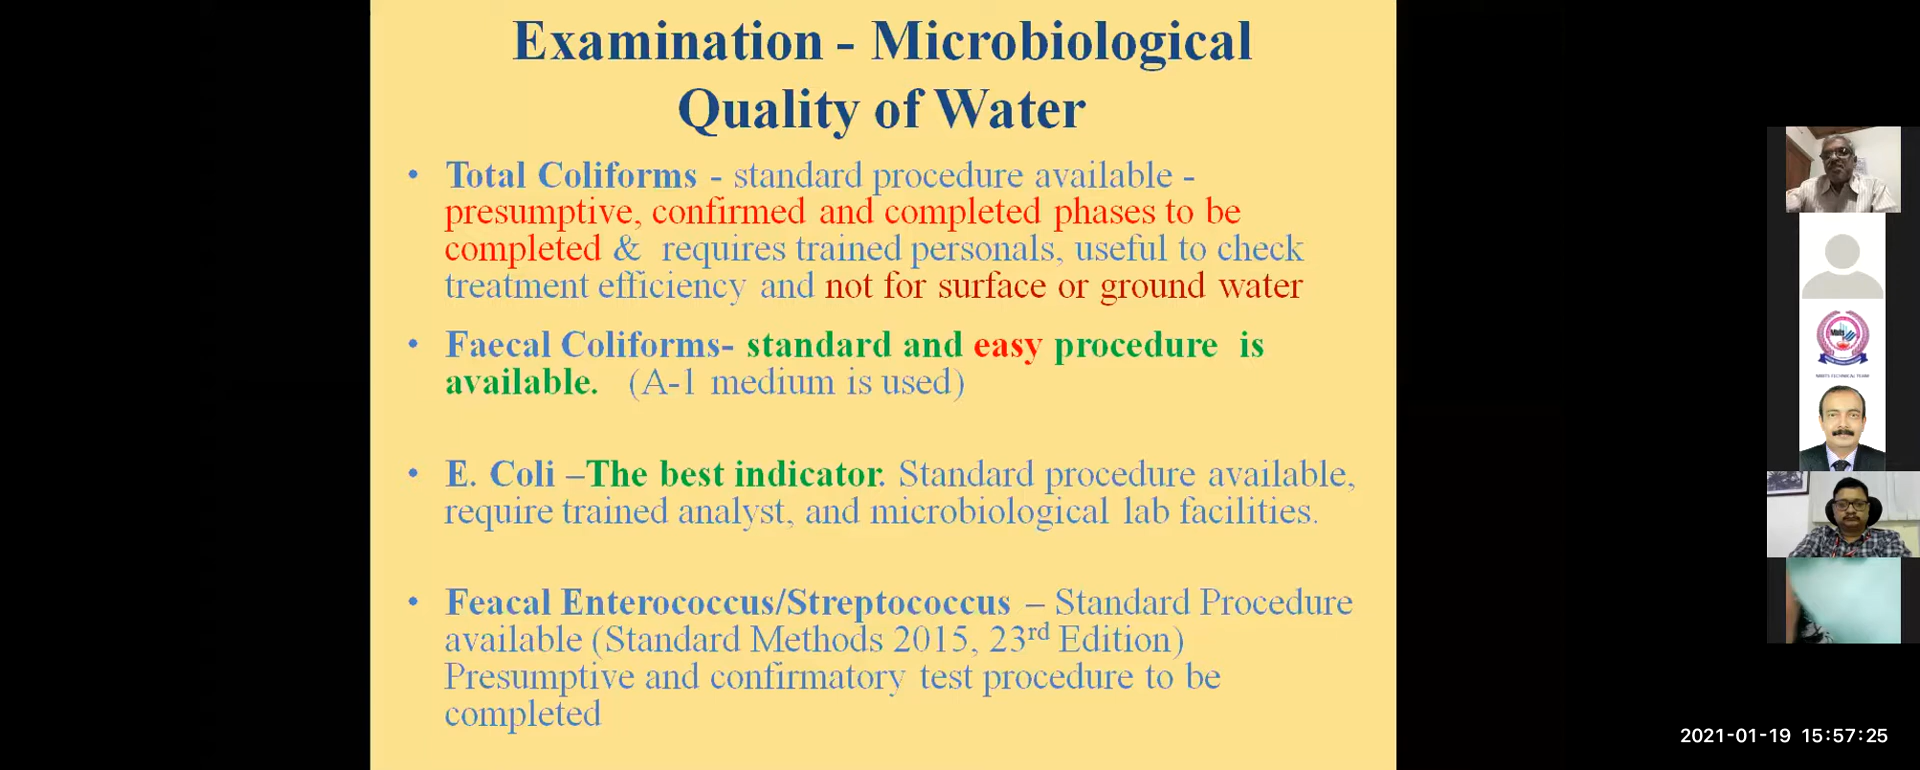 Examination - Microbiological
Quality of Water
• Total Coliforms - standard procedure available -
presumptive, confirmed and completed phases to be
completed & requires trained personals, useful to check
treatment efficiency and not for surface or ground water
• Faecal Coliforms- standard and easy procedure is
available. (A-1 medium is used)
• E. Coli –The best indicator. Standard procedure available,
require trained analyst, and microbiological lab facilities.
• Feacal Enterococcus/Streptococcus – Standard Procedure
available (Standard Methods 2015, 23rd Edition)
Presumptive and confirmatory test procedure to be
completed
2021-01-19 15:57:25